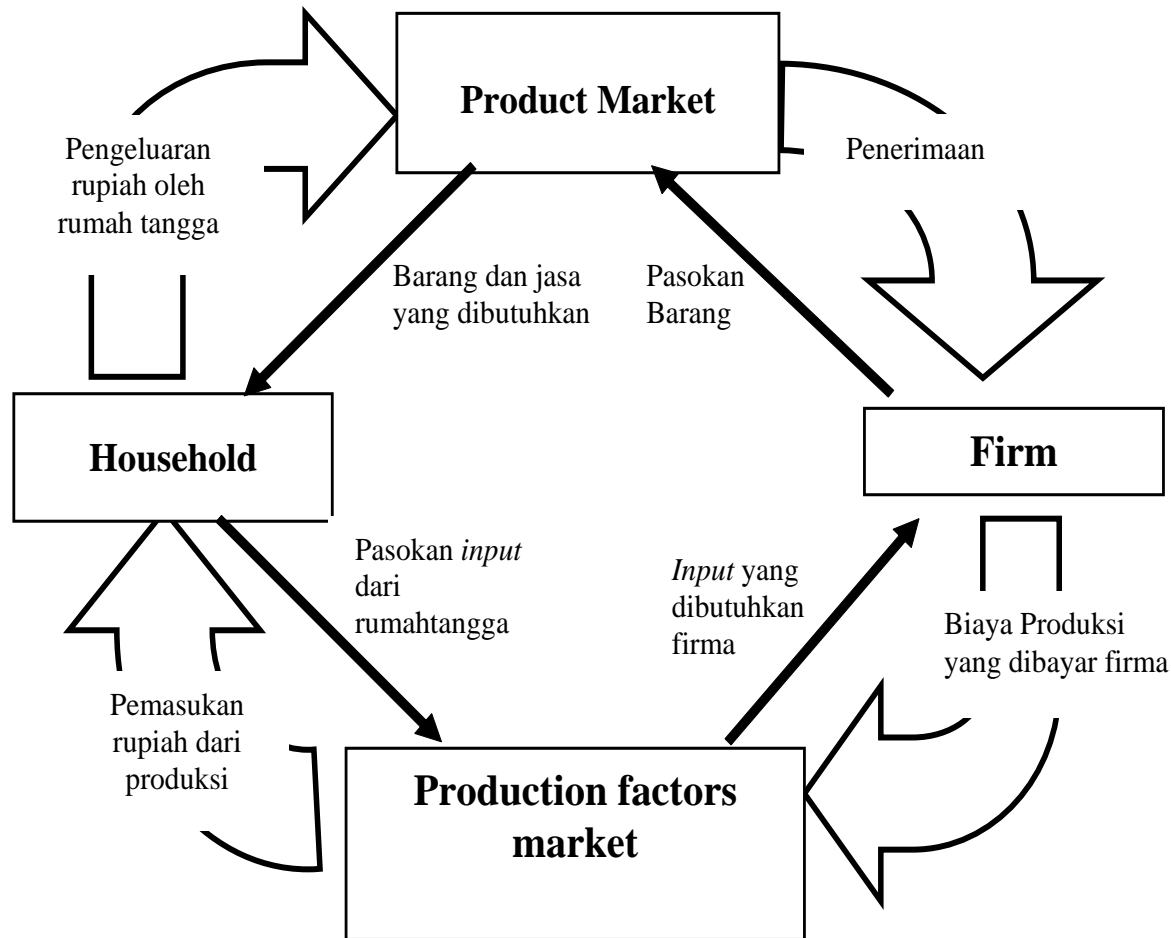 Product Market
Pengeluaran
rupiah oleh
rumah tangga
Penerimaan
Barang dan jasa
yang dibutuhkan
Pasokan
Barang
Household
Firm
Pasokan input
dari
rumahtangga
Input yang
dibutuhkan
firma
Biaya Produksi
yang dibayar firma
Pemasukan
rupiah dari
produksi
Production factors
market